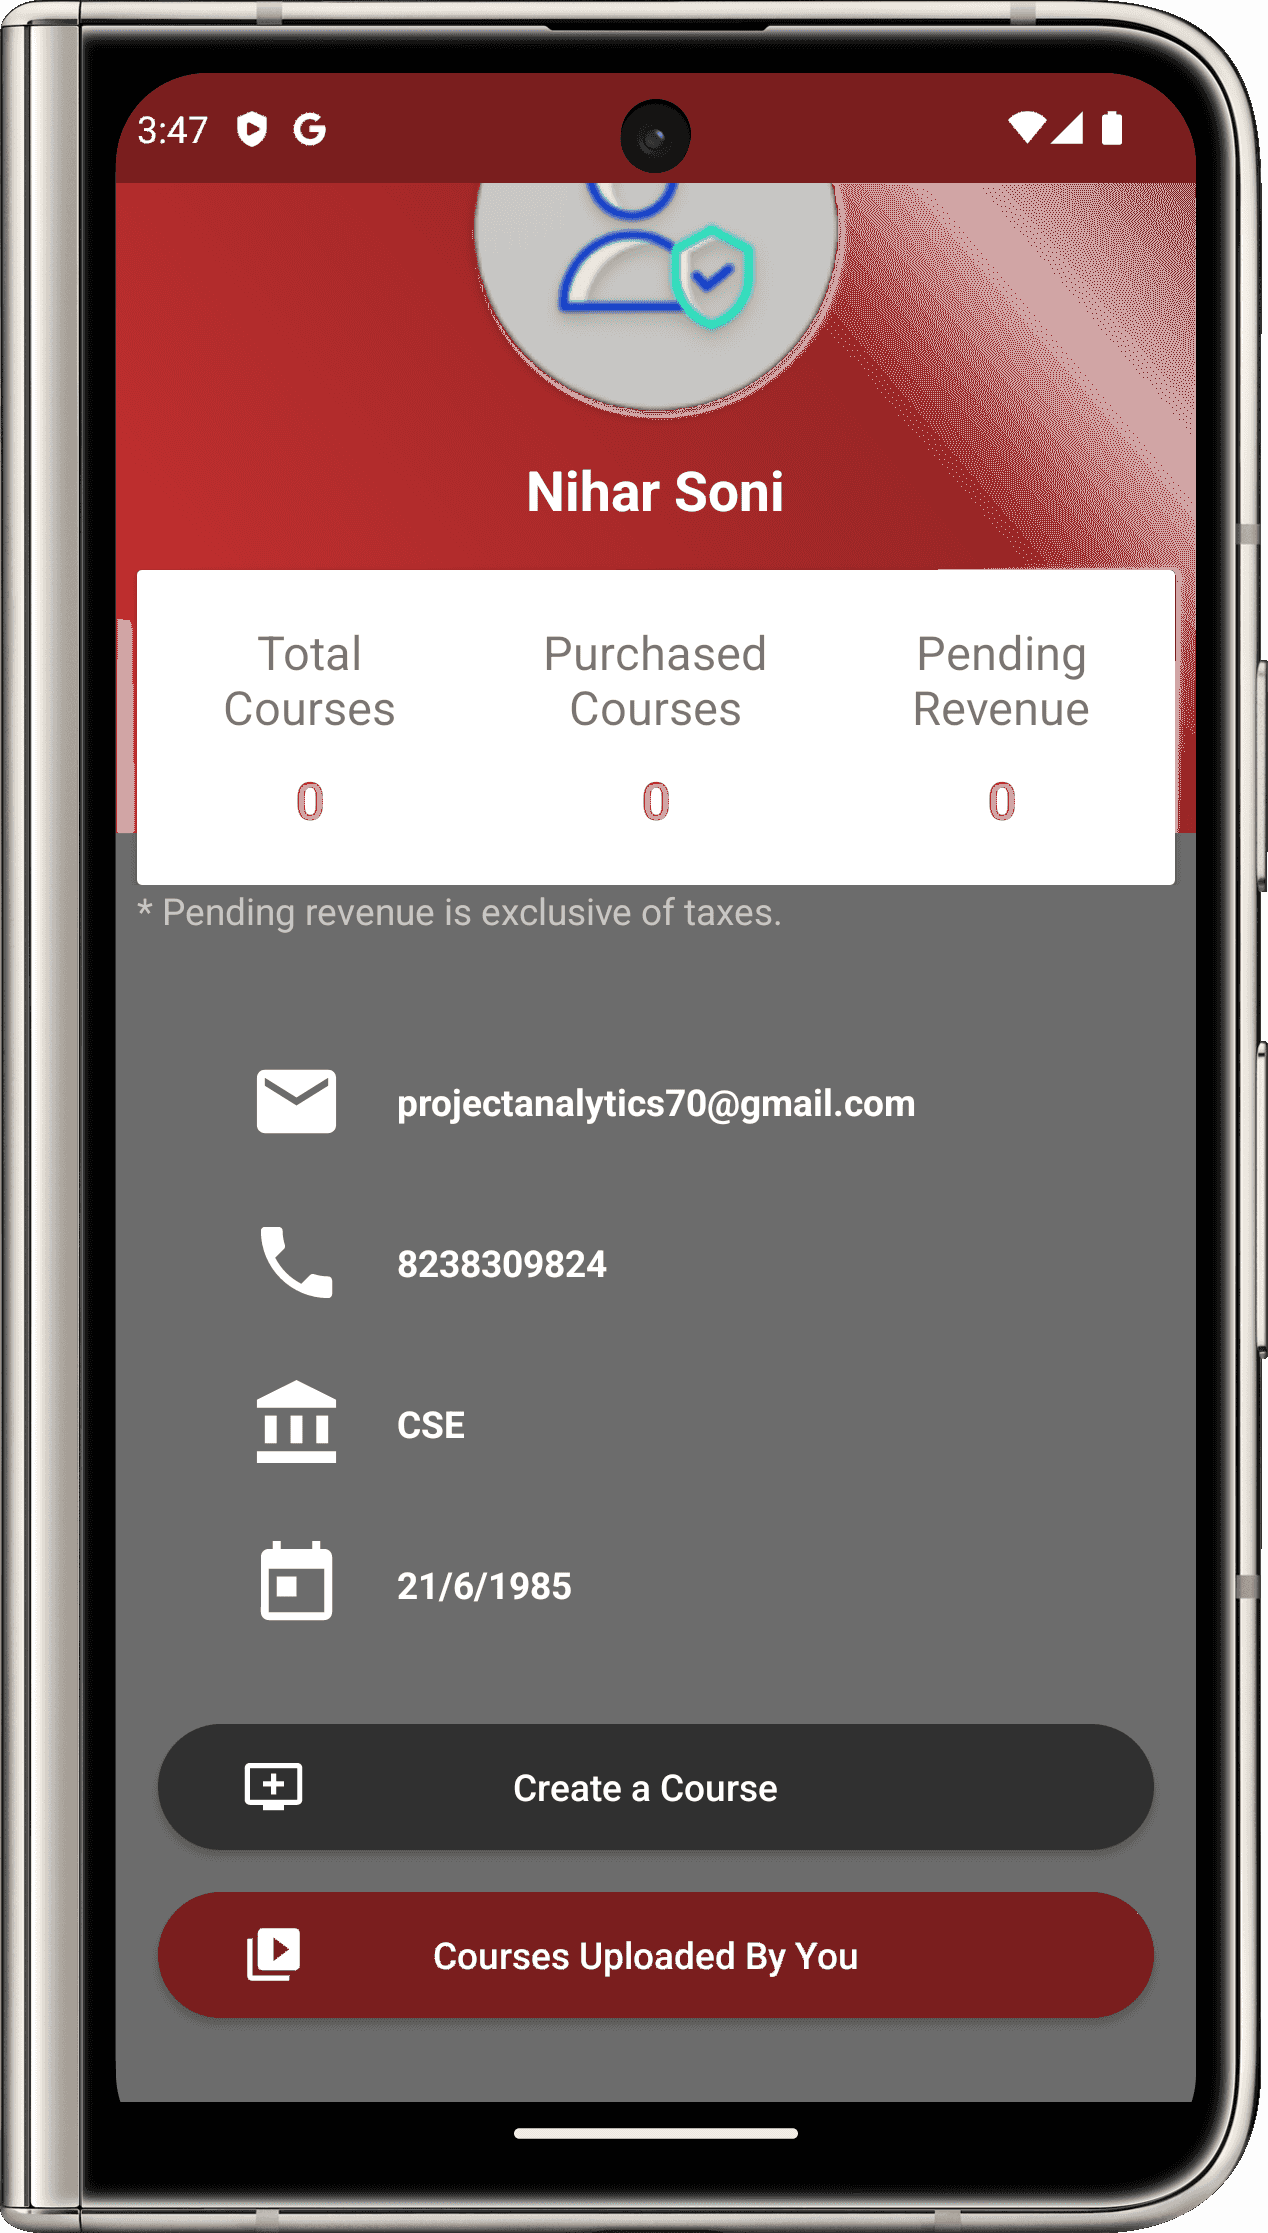 3:47
Nihar Soni
Total
Courses
0
Purchased
Courses
0
Pending
Revenue
0
* Pending revenue is exclusive of taxes.
projectanalytics70@gmail.com
8238309824
CSE
21/6/1985
Create a Course
Courses Uploaded By You